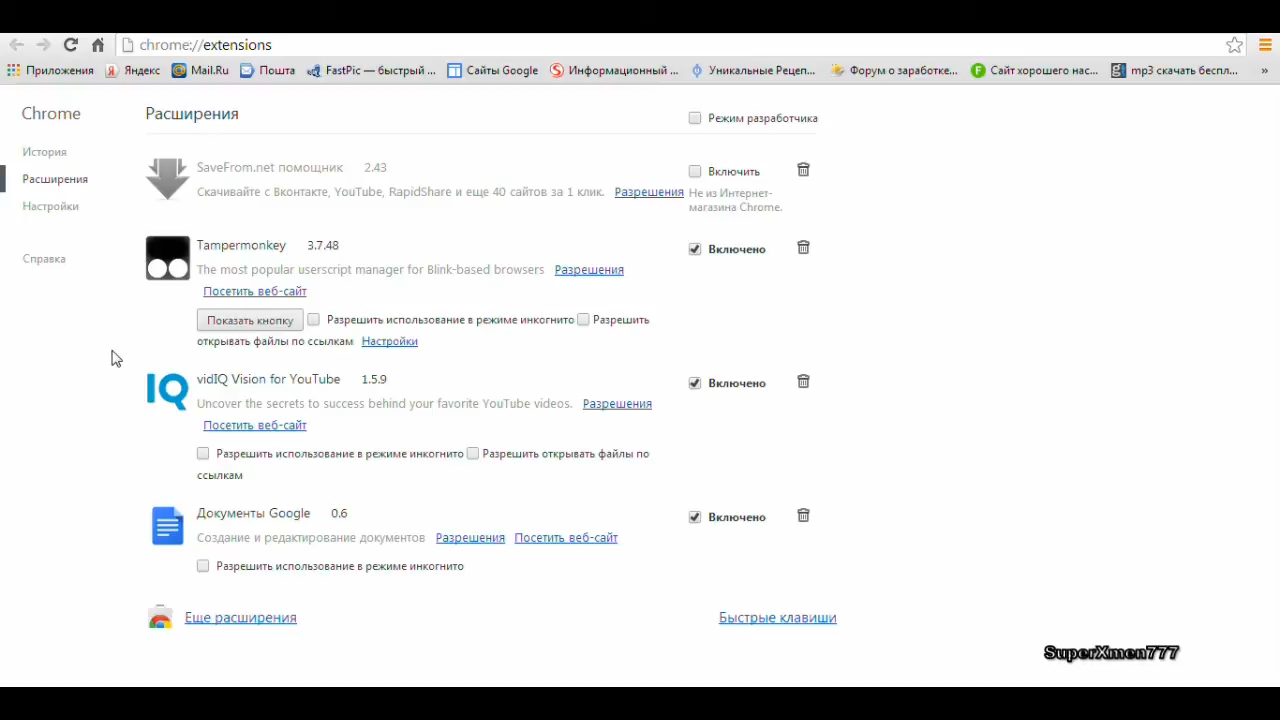 chrome://extensions
Приложения Яндекс Mail.Ru Почта FastPic — быстрый ... Сайты Google Информационный ... Уникальные Рецеп... Форум о заработке... Сайт хорошего нас... mp3 скачать беспл... »
Chrome
История
Расширения
Настройки
Справка
Расширения
Режим разработчика
SaveFrom.net помощник 2.43
Включить
Скачивайте с Вконтакте, YouTube, RapidShare и еще 40 сайтов за 1 клик. Разрешения
Не из Интернет-
магазина Chrome.
Tampermonkey 3.7.48
Включено
The most popular userscript manager for Blink-based browsers Разрешения
Посетить веб-сайт
Показать кнопку Разрешить использование в режиме инкогнито Разрешить
открывать файлы по ссылкам Настройки
IQ
vidIQ Vision for YouTube 1.5.9
Включено
Uncover the secrets to success behind your favorite YouTube videos. Разрешения
Посетить веб-сайт
Разрешить использование в режиме инкогнито Разрешить открывать файлы по
ссылкам
Документы Google 0.6
Включено
Создание и редактирование документов Разрешения Посетить веб-сайт
Разрешить использование в режиме инкогнито
Еще расширения
Быстрые клавиши
SuperXmen777